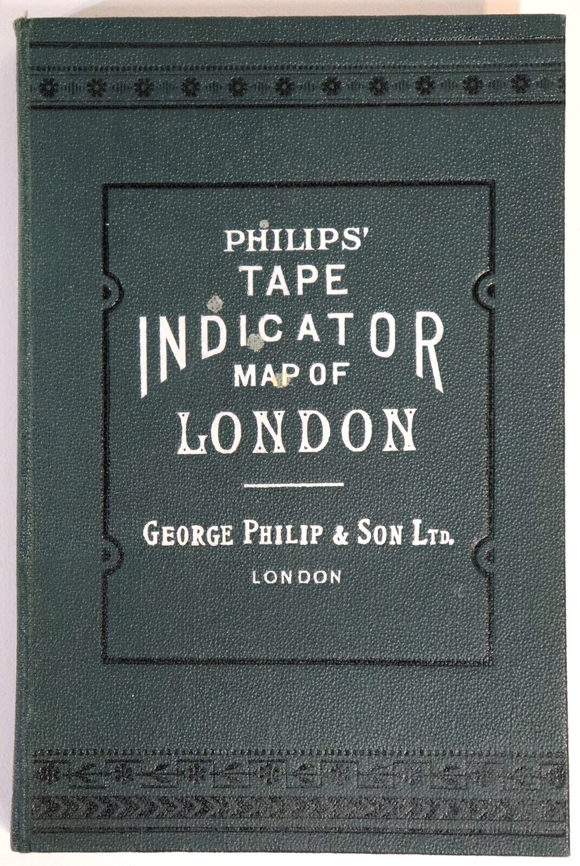 PHILIPS'
TAPE
INDICATOR
MAP OF
LONDON
GEORGE PHILIP & SON LTD.
LONDON